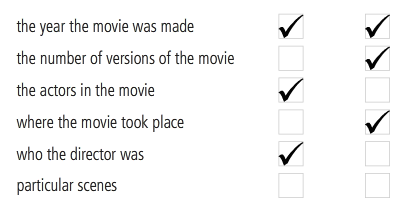 the year the movie was made
the number of versions of the movie
the actors in the movie
where the movie took place
who the director was
particular scenes